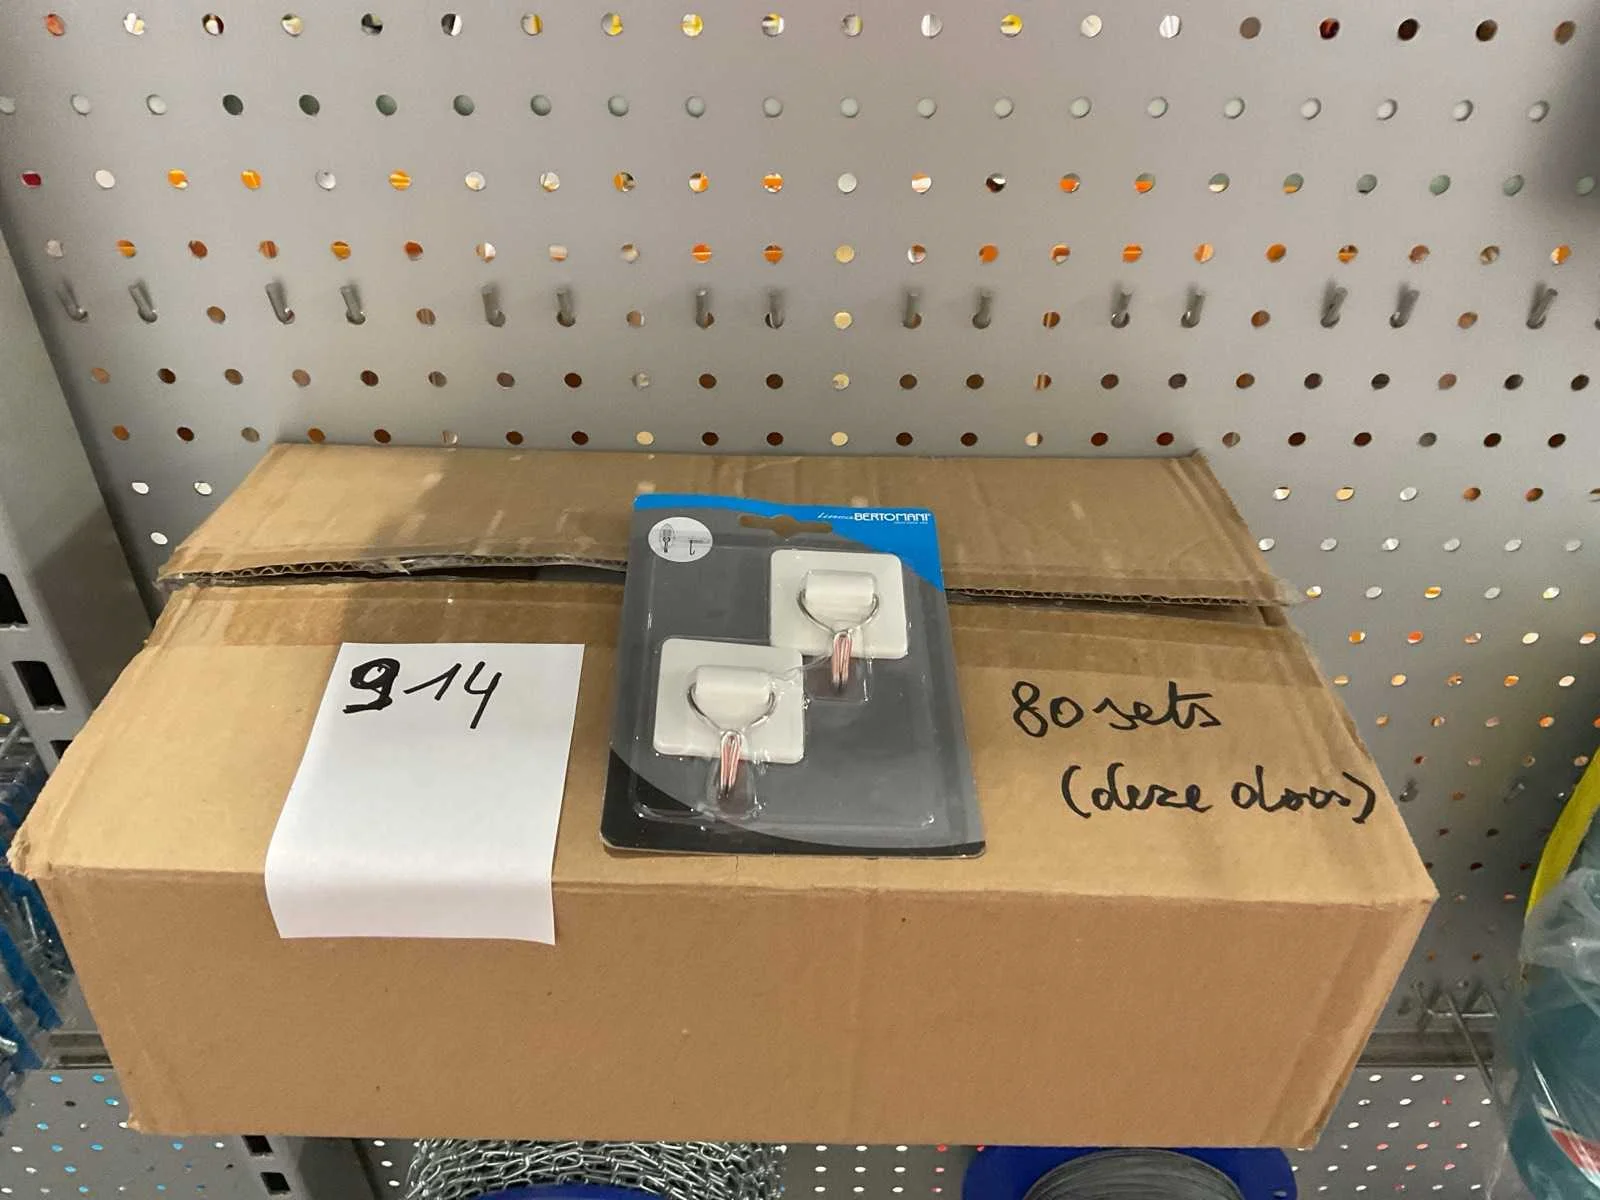 Linea BERTOMANI
914
80 sets
(deze doos)